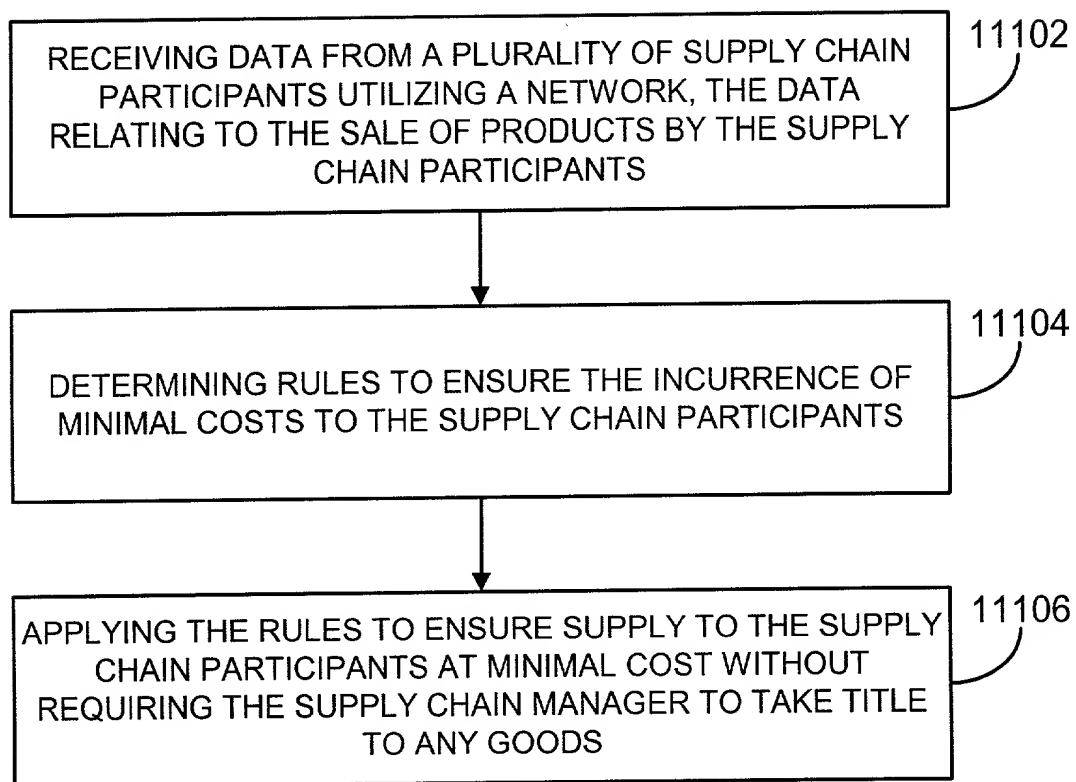 RECEIVING DATA FROM A PLURALITY OF SUPPLY CHAIN
PARTICIPANTS UTILIZING A NETWORK, THE DATA
RELATING TO THE SALE OF PRODUCTS BY THE SUPPLY
CHAIN PARTICIPANTS
11102
DETERMINING RULES TO ENSURE THE INCURRENCE OF
MINIMAL COSTS TO THE SUPPLY CHAIN PARTICIPANTS
11104
APPLYING THE RULES TO ENSURE SUPPLY TO THE SUPPLY
CHAIN PARTICIPANTS AT MINIMAL COST WITHOUT
REQUIRING THE SUPPLY CHAIN MANAGER TO TAKE TITLE
TO ANY GOODS
11106